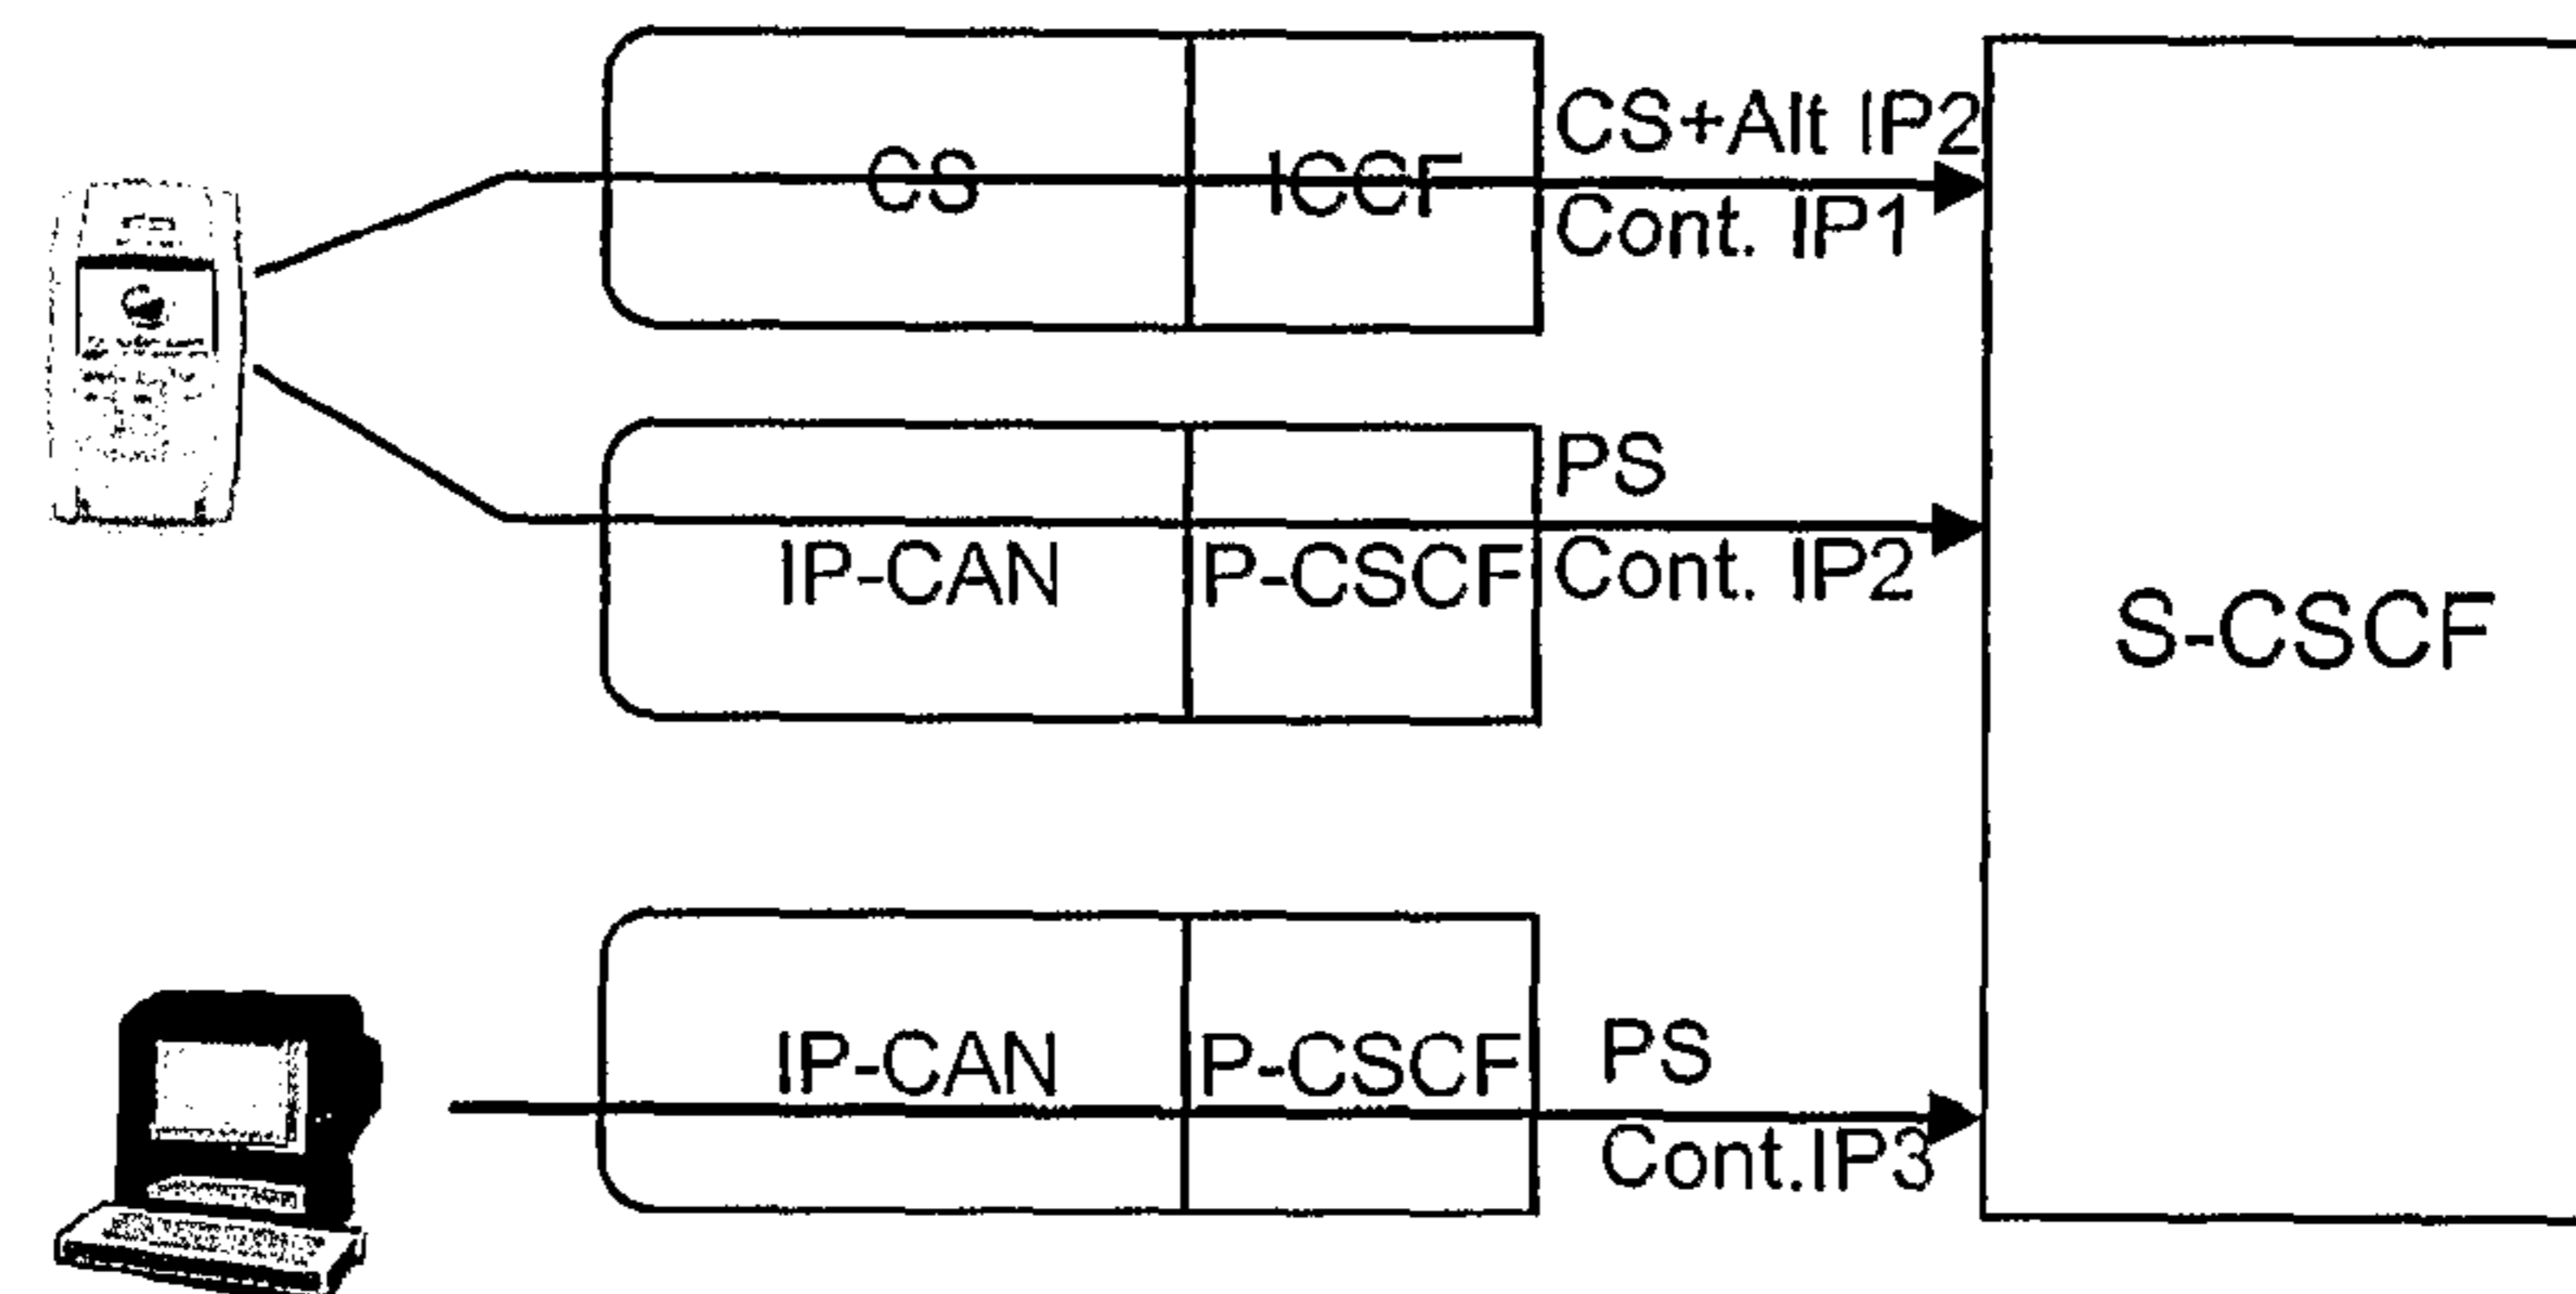 CS+Alt IP2
CS
ICCF
Cont. IP1
PS
IP-CAN
P-CSCF
Cont. IP2
S-CSCF
PS
IP-CAN
P-CSCF
Cont.IP3